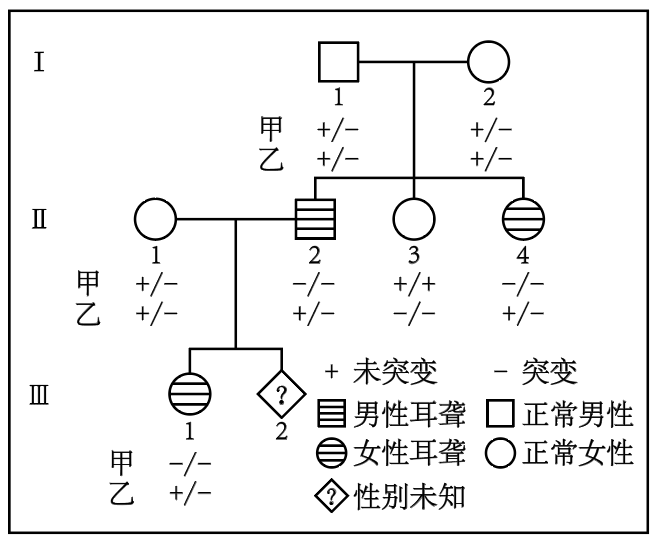 Ⅰ
1 2
甲 +/− +/−
乙 +/− +/−
Ⅱ
1 2 3 4
甲 +/− −/− +/+ −/−
乙 +/− +/− −/− +/−
Ⅲ
? + 未突变 − 突变
1 2 男性耳聋 正常男性
甲 −/− 女性耳聋 正常女性
乙 +/− ? 性别未知